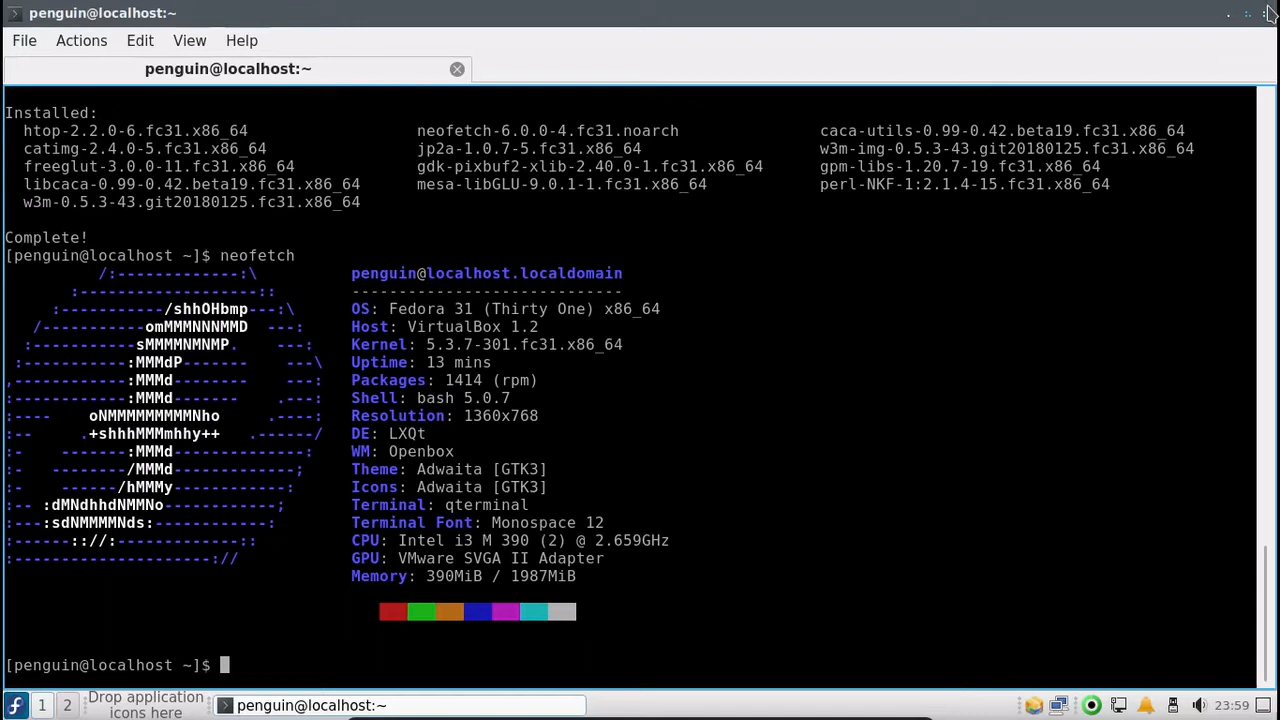 penguin@localhost:~
File Actions Edit View Help
penguin@localhost:~
Installed:
htop-2.2.0-6.fc31.x86_64 neofetch-6.0.0-4.fc31.noarch caca-utils-0.99-0.42.beta19.fc31.x86_64
catimg-2.4.0-5.fc31.x86_64 jp2a-1.0.7-5.fc31.x86_64 w3m-img-0.5.3-43.git20180125.fc31.x86_64
freeglut-3.0.0-11.fc31.x86_64 gdk-pixbuf2-xlib-2.40.0-1.fc31.x86_64 gpm-libs-1.20.7-19.fc31.x86_64
libcaca-0.99-0.42.beta19.fc31.x86_64 mesa-libGLU-9.0.1-1.fc31.x86_64 perl-NKF-1:2.1.4-15.fc31.x86_64
w3m-0.5.3-43.git20180125.fc31.x86_64
Complete!
[penguin@localhost ~]$ neofetch
/:-------------:\ penguin@localhost.localdomain
:-------------------:: -----------------------------
:-----------/shhOHbmp---:\ OS: Fedora 31 (Thirty One) x86_64
/-----------omMMMNNNMMD  ---: Host: VirtualBox 1.2
:-----------sMMMMNMNMP.    ---: Kernel: 5.3.7-301.fc31.x86_64
:-----------:MMMdP-------    ---\ Uptime: 13 mins
,------------:MMMd--------    ---: Packages: 1414 (rpm)
:------------:MMMd-------    .---: Shell: bash 5.0.7
:----    oNMMMMMMMMMNho     .----: Resolution: 1360x768
:--     .+shhhMMMmhhy++   .------/ DE: LXQt
:-    -------:MMMd--------------: WM: Openbox
:-   --------/MMMd-------------; Theme: Adwaita [GTK3]
:-    ------/hMMMy------------: Icons: Adwaita [GTK3]
:-- :dMNdhhdNMMNo------------; Terminal: qterminal
:---:sdNMMMMNds:------------: Terminal Font: Monospace 12
:------:://:-------------:: CPU: Intel i3 M 390 (2) @ 2.659GHz
:---------------------:// GPU: VMware SVGA II Adapter
Memory: 390MiB / 1987MiB
[penguin@localhost ~]$
1 2 Drop application
icons here
penguin@localhost:~
23:59